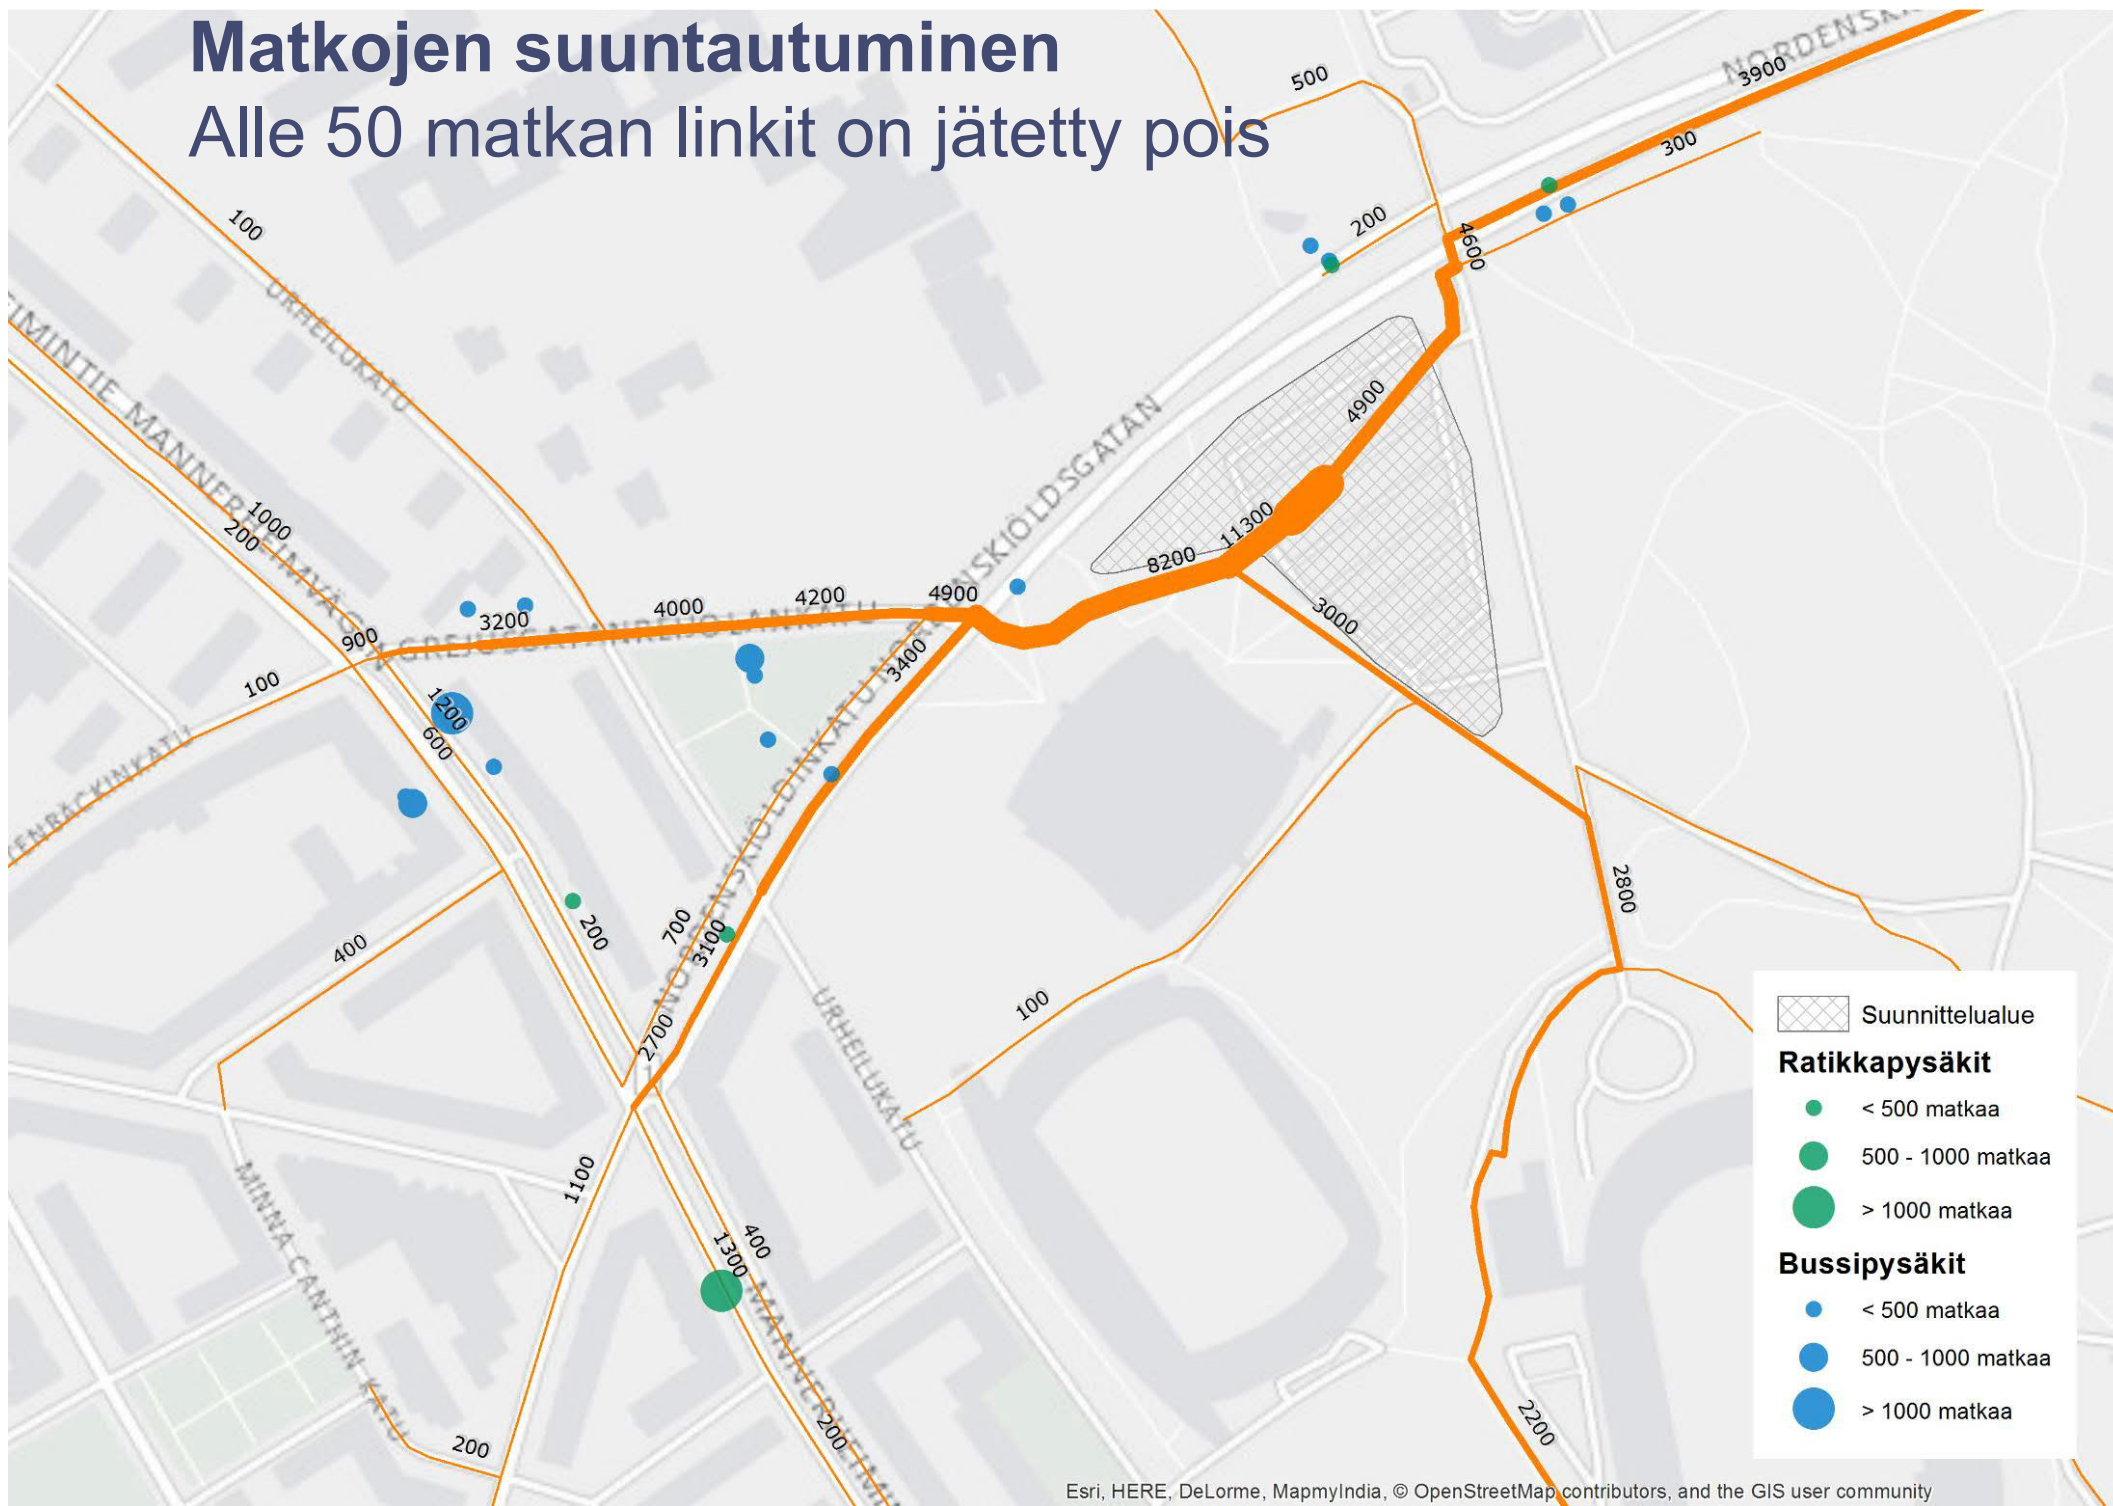 Matkojen suuntautuminen
Alle 50 matkan linkit on jätetty pois
500
3900
300
200
4600
100
URHEILUKATU
4900
11300
8200
3000
4900
4200
4000
3200
3400
1000
200
900
100
1200
600
2800
700
3100
200
400
2700
100
URHEILUKATU
1100
400
1300
200
200
2200
MINNA CANTHIN KATU
NORDENSKIÖLDINKATU
Suunnittelualue
Ratikkapysäkit
< 500 matkaa
500 - 1000 matkaa
> 1000 matkaa
Bussipysäkit
< 500 matkaa
500 - 1000 matkaa
> 1000 matkaa
Esri, HERE, DeLorme, MapmyIndia, © OpenStreetMap contributors, and the GIS user community